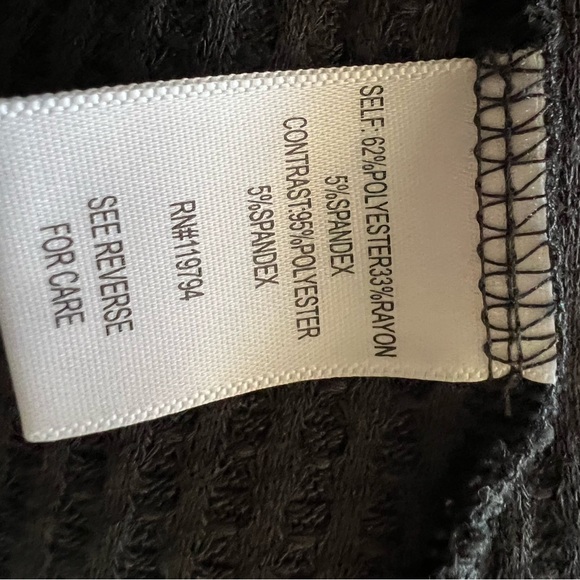 SELF: 62%POLYESTER33%RAYON
5%SPANDEX
CONTRAST:95%POLYESTER
5%SPANDEX
RN#119794
SEE REVERSE
FOR CARE